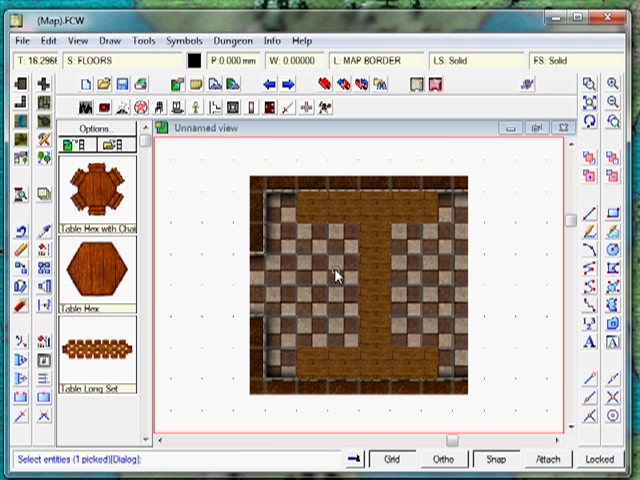 (Map).FCW
File Edit View Draw Tools Symbols Dungeon Info Help
T: 16.2966 S: FLOORS P:0.000 mm W: 0.00000 L: MAP BORDER LS: Solid FS: Solid
Options...
Unnamed view
Table Hex with Chai
Table Hex
Table Long Set
Select entities (1 picked)[Dialog]:
Grid Ortho Snap Attach Locked